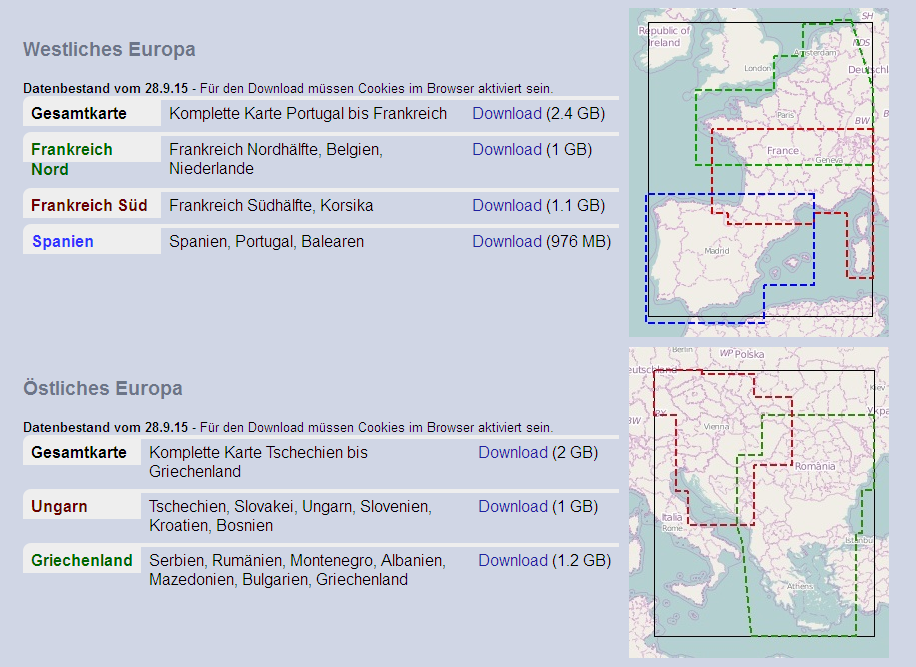 Westliches Europa
Datenbestand vom 28.9.15 - Für den Download müssen Cookies im Browser aktiviert sein.
Gesamtkarte Komplette Karte Portugal bis Frankreich Download (2.4 GB)
Frankreich Nord Frankreich Nordhälfte, Belgien, Download (1 GB)
Niederlande
Frankreich Süd Frankreich Südhälfte, Korsika Download (1.1 GB)
Spanien Spanien, Portugal, Balearen Download (976 MB)
SH
Republic of
Ireland
Amsterdam
NDS
London
Deutschl
Paris
BW
France
Geneva
Madrid
Östliches Europa
Datenbestand vom 28.9.15 - Für den Download müssen Cookies im Browser aktiviert sein.
Gesamtkarte Komplette Karte Tschechien bis Download (2 GB)
Griechenland
Ungarn Tschechien, Slovakei, Ungarn, Slovenien, Download (1 GB)
Kroatien, Bosnien
Griechenland Serbien, Rumänien, Montenegro, Albanien, Download (1.2 GB)
Mazedonien, Bulgarien, Griechenland
Berlin
WP Polska
eutschland
Kiev
Укра
BW
BY
Vienna
România
Italia
Rome
Istanbu
Athens